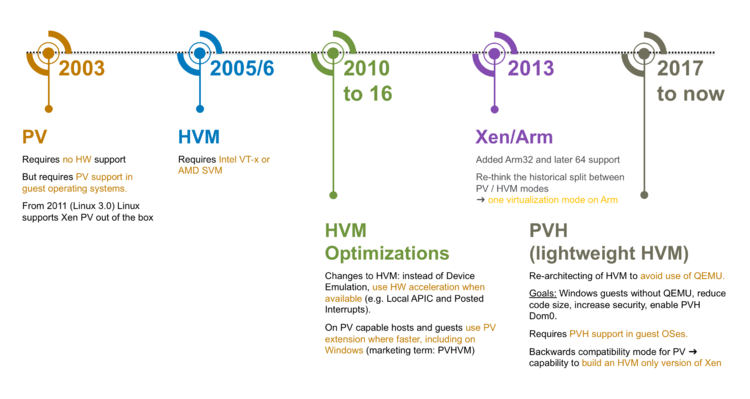 2003
PV
Requires no HW support
But requires PV support in
guest operating systems.
From 2011 (Linux 3.0) Linux
supports Xen PV out of the box
2005/6
HVM
Requires Intel VT-x or
AMD SVM
2010
to 16
HVM
Optimizations
Changes to HVM: instead of Device
Emulation, use HW acceleration when
available (e.g. Local APIC and Posted
Interrupts).
On PV capable hosts and guests use PV
extension where faster, including on
Windows (marketing term: PVHVM)
2013
Xen/Arm
Added Arm32 and later 64 support
Re-think the historical split between
PV / HVM modes
➔ one virtualization mode on Arm
2017
to now
PVH
(lightweight HVM)
Re-architecting of HVM to avoid use of QEMU.
Goals: Windows guests without QEMU, reduce
code size, increase security, enable PVH
Dom0.
Requires PVH support in guest OSes.
Backwards compatibility mode for PV ➔
capability to build an HVM only version of Xen